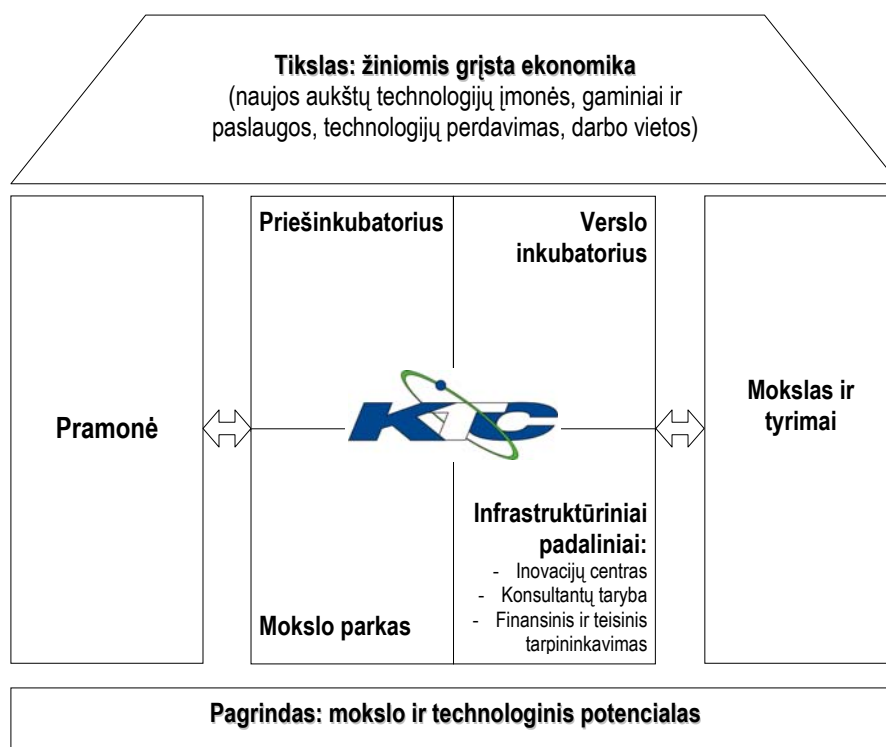 Tikslas: žiniomis grįsta ekonomika
(naujos aukštų technologijų įmonės, gaminiai ir
paslaugos, technologijų perdavimas, darbo vietos)
Pramonė
Priešinkubatorius
Verslo
inkubatorius
KTC
Mokslo parkas
Infrastruktūriniai
padaliniai:
- Inovacijų centras
- Konsultantų taryba
- Finansinis ir teisinis
tarpininkavimas
Mokslas ir
tyrimai
Pagrindas: mokslo ir technologinis potencialas